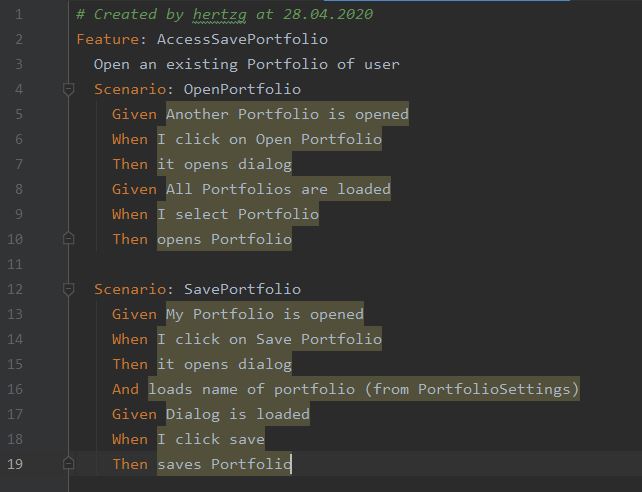 1 # Created by hertzg at 28.04.2020
2 Feature: AccessSavePortfolio
3 Open an existing Portfolio of user
4 Scenario: OpenPortfolio
5 Given Another Portfolio is opened
6 When I click on Open Portfolio
7 Then it opens dialog
8 Given All Portfolios are loaded
9 When I select Portfolio
10 Then opens Portfolio
11
12 Scenario: SavePortfolio
13 Given My Portfolio is opened
14 When I click on Save Portfolio
15 Then it opens dialog
16 And loads name of portfolio (from PortfolioSettings)
17 Given Dialog is loaded
18 When I click save
19 Then saves Portfolio